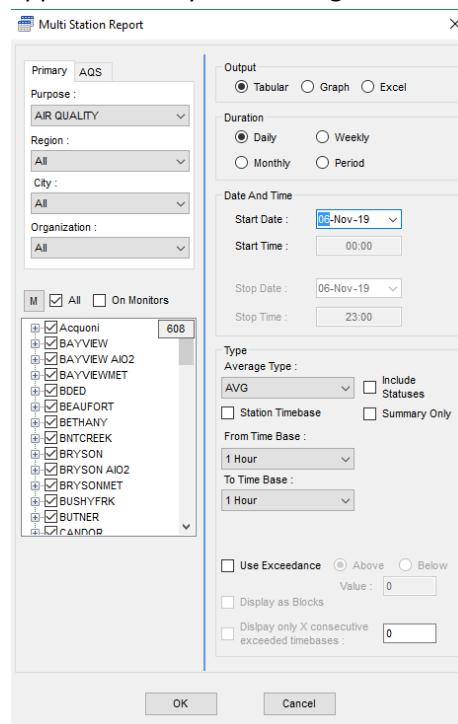 Multi Station Report
Primary AQS
Purpose :
AIR QUALITY
Region :
All
City :
All
Organization :
All
M All On Monitors
Acquoni 608
BAYVIEW
BAYVIEW AIO2
BAYVIEWMET
BDED
BEAUFORT
BETHANY
BNTCREEK
BRYSON
BRYSON AIO2
BRYSONMET
BUSHYFRK
BUTNER
CANDOR
Output
Tabular Graph Excel
Duration
Daily Weekly
Monthly Period
Date And Time
Start Date : 06-Nov-19
Start Time : 00:00
Stop Date : 06-Nov-19
Stop Time : 23:00
Type
Average Type :
AVG
Include
Statuses
Station Timebase Summary Only
From Time Base :
1 Hour
To Time Base :
1 Hour
Use Exceedance Above Below
Value : 0
Display as Blocks
Dislpay only X consecutive
exceeded timebases : 0
OK Cancel